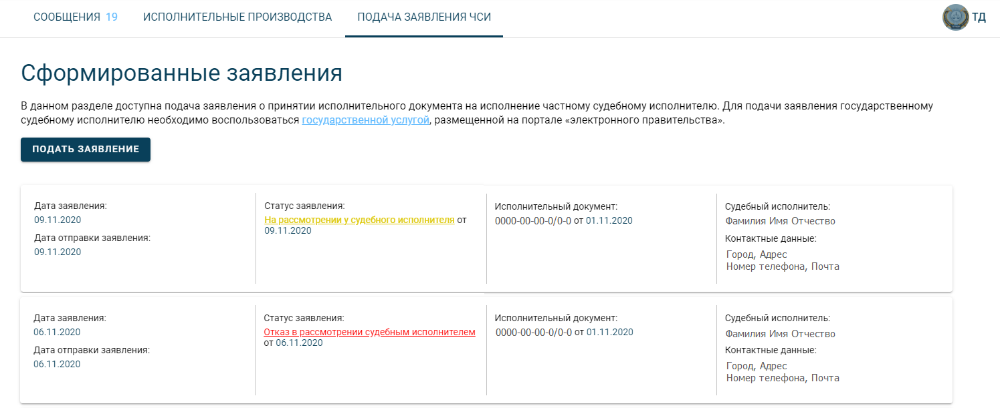 СООБЩЕНИЯ 19 ИСПОЛНИТЕЛЬНЫЕ ПРОИЗВОДСТВА ПОДАЧА ЗАЯВЛЕНИЯ ЧСИ ТД
Сформированные заявления
В данном разделе доступна подача заявления о принятии исполнительного документа на исполнение частному судебному исполнителю. Для подачи заявления государственному
судебному исполнителю необходимо воспользоваться государственной услугой, размещенной на портале «электронного правительства».
ПОДАТЬ ЗАЯВЛЕНИЕ
Дата заявления:
09.11.2020
Дата отправки заявления:
09.11.2020
Статус заявления:
На рассмотрении у судебного исполнителя от
09.11.2020
Исполнительный документ:
0000-00-00-0/0-0 от 01.11.2020
Судебный исполнитель:
Фамилия Имя Отчество
Контактные данные:
Город, Адрес
Номер телефона, Почта
Дата заявления:
06.11.2020
Дата отправки заявления:
06.11.2020
Статус заявления:
Отказ в рассмотрении судебным исполнителем
от 06.11.2020
Исполнительный документ:
0000-00-00-0/0-0 от 01.11.2020
Судебный исполнитель:
Фамилия Имя Отчество
Контактные данные:
Город, Адрес
Номер телефона, Почта